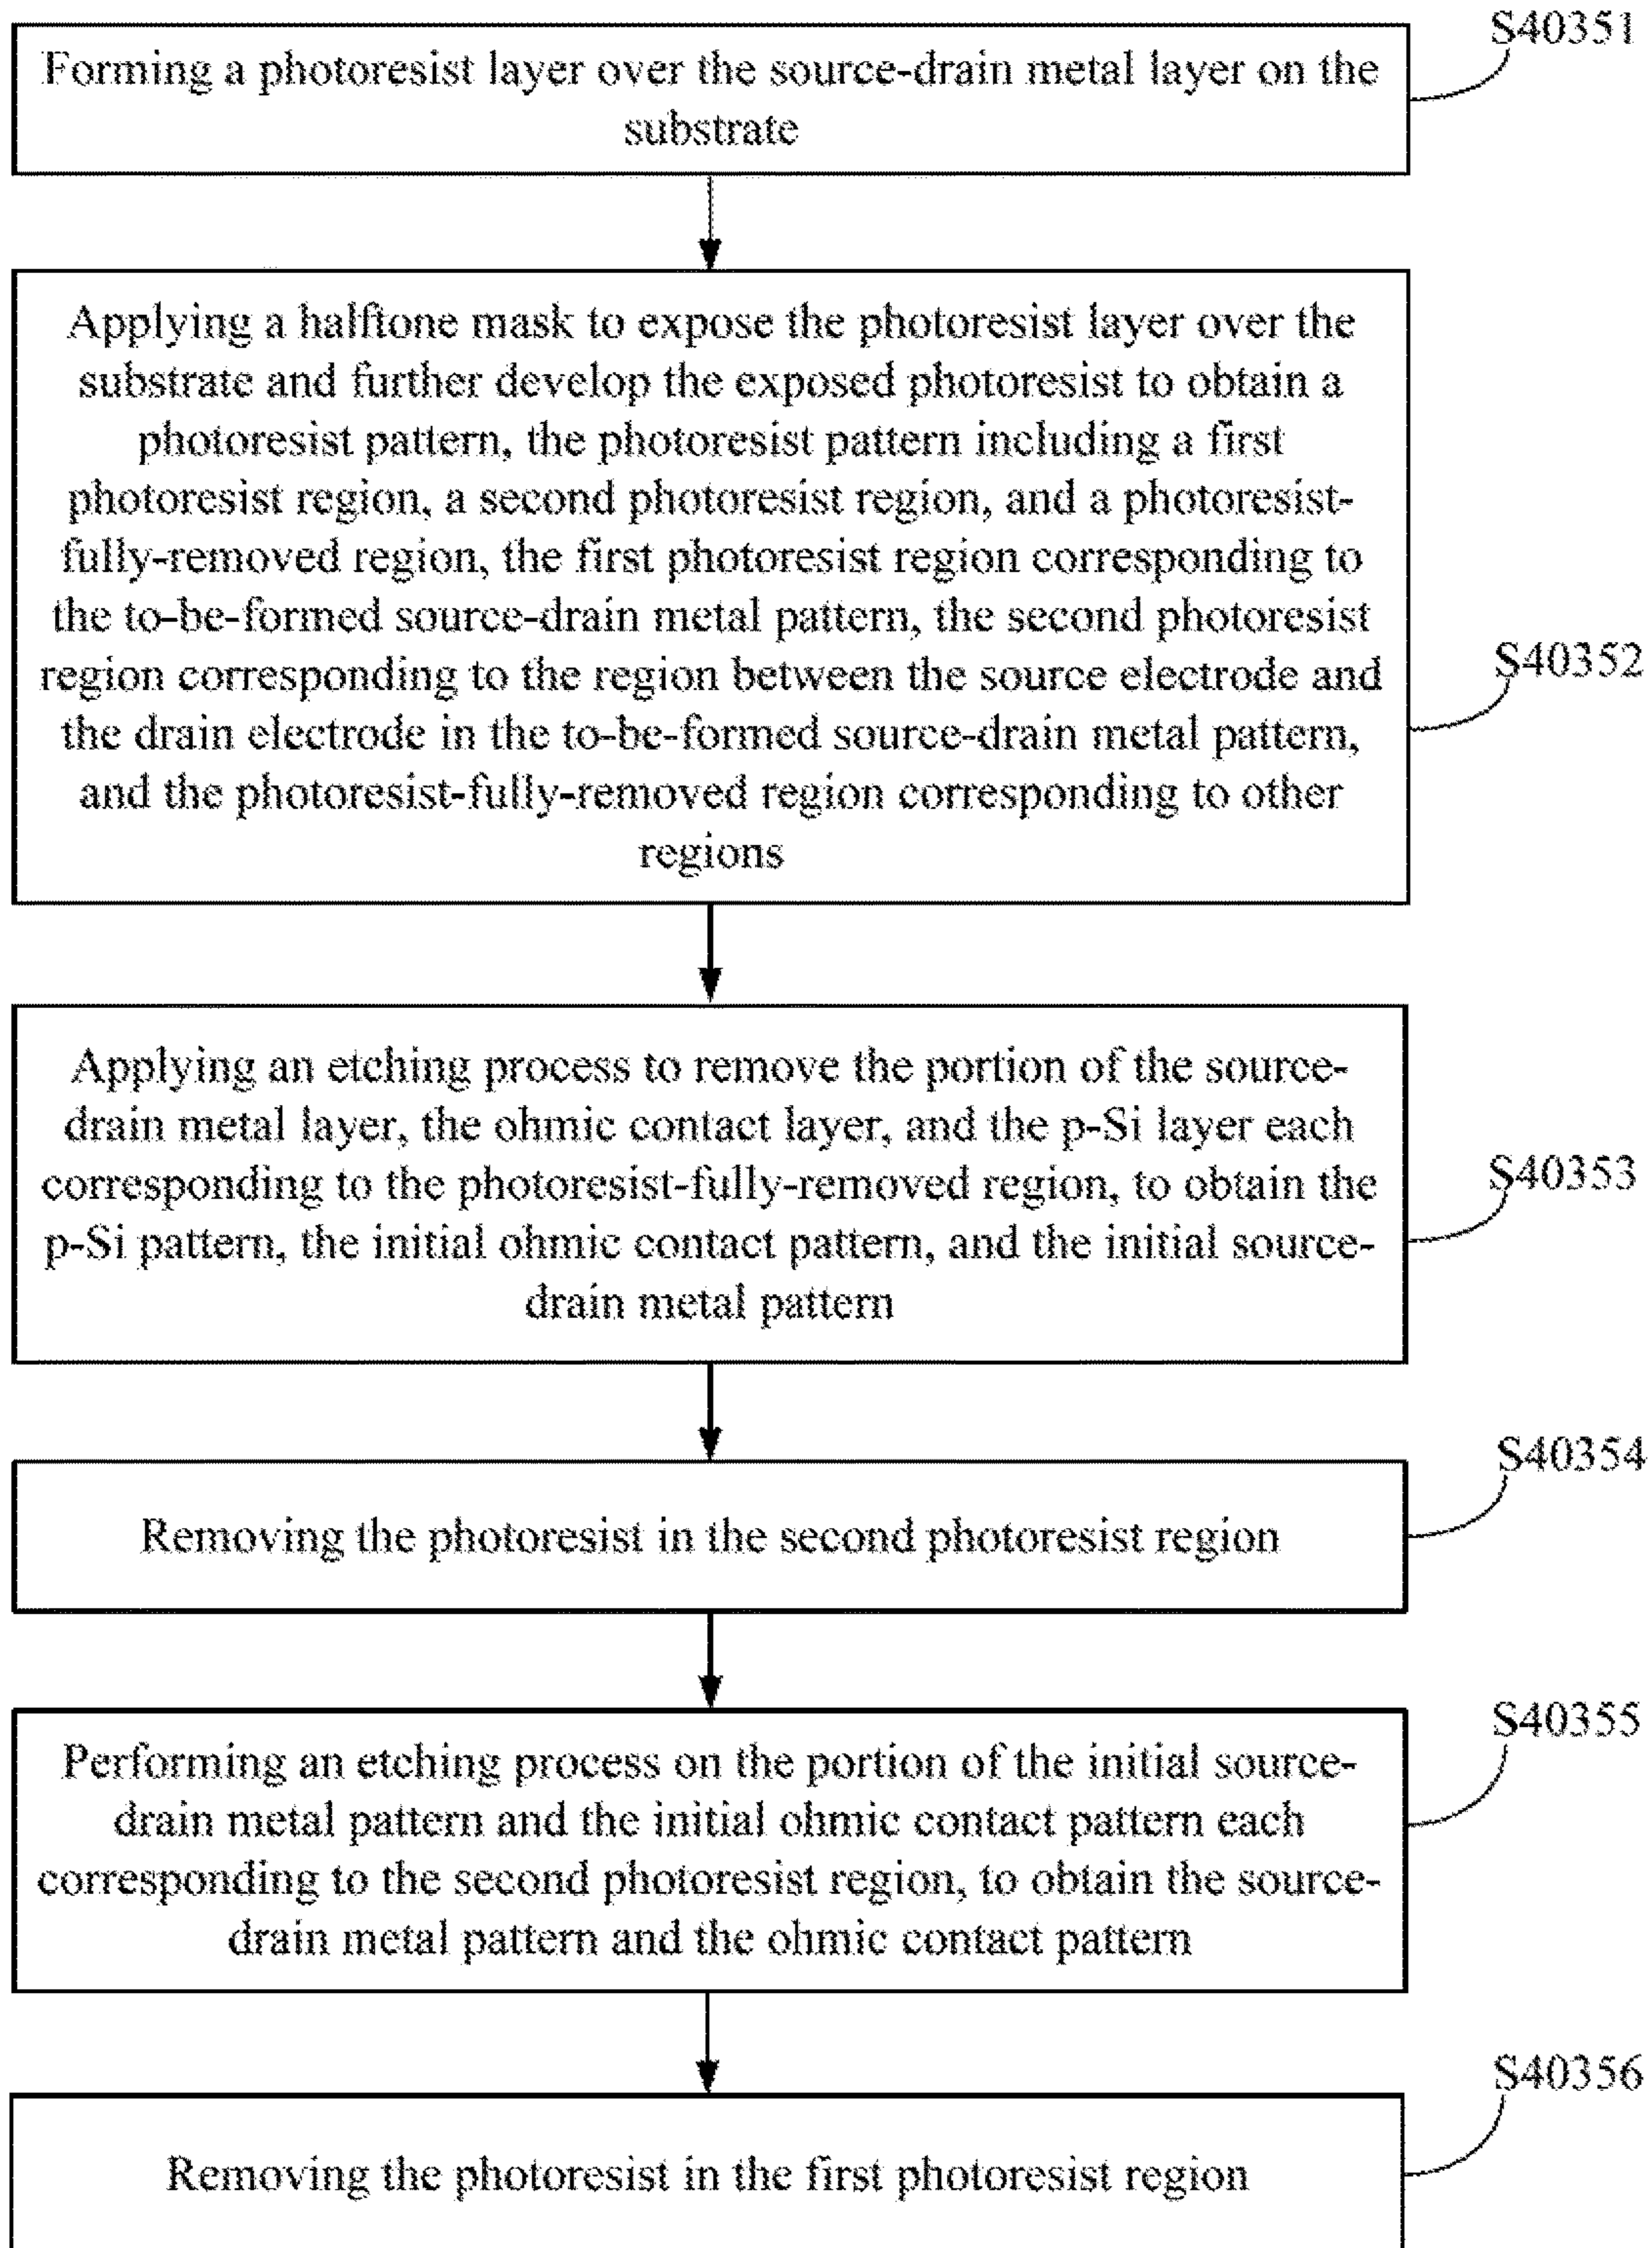 S40351
Forming a photoresist layer over the source-drain metal layer on the
substrate
Applying a halftone mask to expose the photoresist layer over the
substrate and further develop the exposed photoresist to obtain a
photoresist pattern, the photoresist pattern including a first
photoresist region, a second photoresist region, and a photoresist-
fully-removed region, the first photoresist region corresponding to
the to-be-formed source-drain metal pattern, the second photoresist
region corresponding to the region between the source electrode and
the drain electrode in the to-be-formed source-drain metal pattern,
and the photoresist-fully-removed region corresponding to other
regions
S40352
Applying an etching process to remove the portion of the source-
drain metal layer, the ohmic contact layer, and the p-Si layer each
corresponding to the photoresist-fully-removed region, to obtain the
p-Si pattern, the initial ohmic contact pattern, and the initial source-
drain metal pattern
S40353
S40354
Removing the photoresist in the second photoresist region
S40355
Performing an etching process on the portion of the initial source-
drain metal pattern and the initial ohmic contact pattern each
corresponding to the second photoresist region, to obtain the source-
drain metal pattern and the ohmic contact pattern
S40356
Removing the photoresist in the first photoresist region